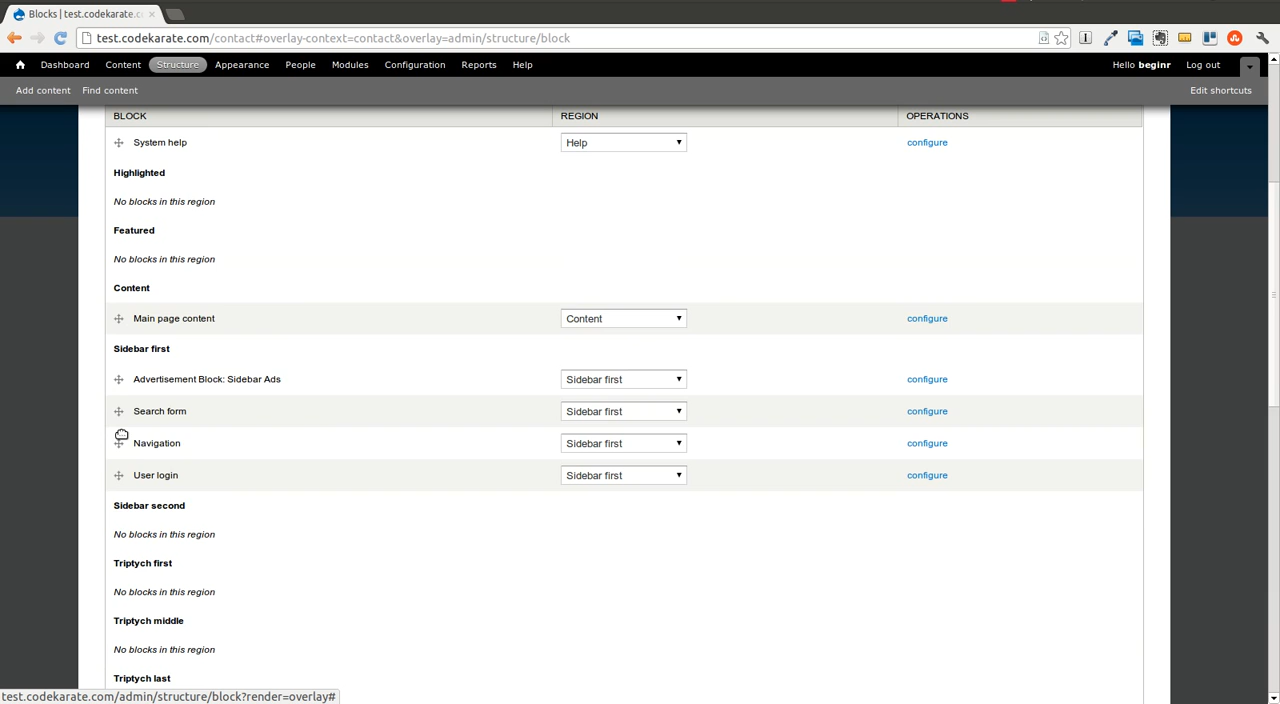 Blocks | test.codekarate.c
test.codekarate.com/contact#overlay-context=contact&overlay=admin/structure/block
Dashboard Content Structure Appearance People Modules Configuration Reports Help Hello beginr Log out
Add content Find content Edit shortcuts
BLOCK REGION OPERATIONS
System help Help configure
Highlighted
No blocks in this region
Featured
No blocks in this region
Content
Main page content Content configure
Sidebar first
Advertisement Block: Sidebar Ads Sidebar first configure
Search form Sidebar first configure
Navigation Sidebar first configure
User login Sidebar first configure
Sidebar second
No blocks in this region
Triptych first
No blocks in this region
Triptych middle
No blocks in this region
Triptych last
test.codekarate.com/admin/structure/block?render=overlay#